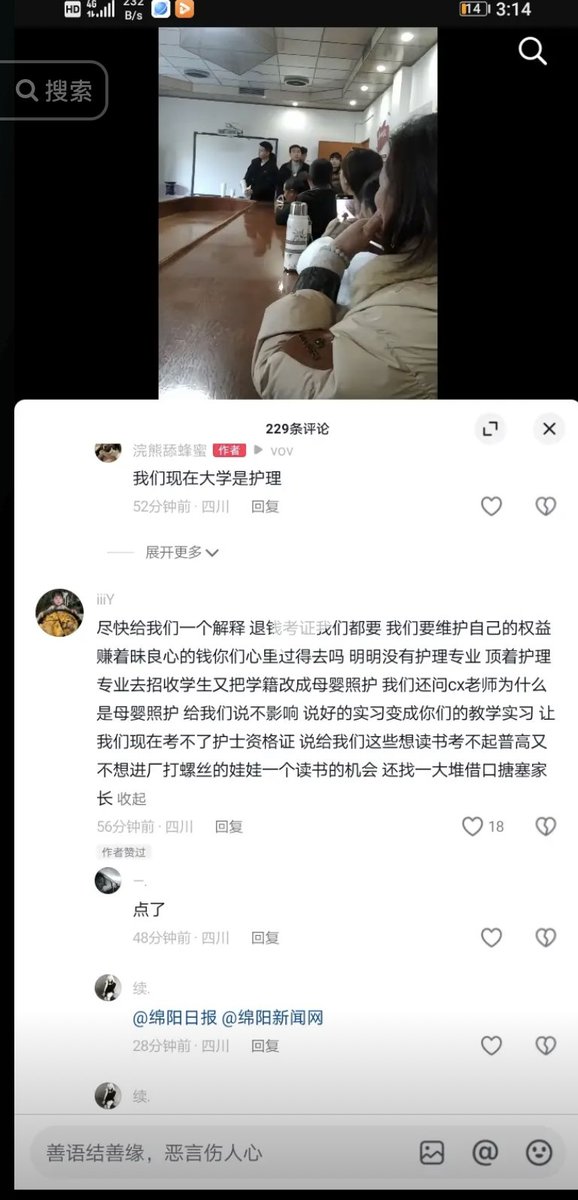 HD 4G 232 B/s 14 3:14
搜索
229条评论
浣熊舔蜂蜜 作者 ▶ vov
我们现在大学是护理
52分钟前 · 四川 回复
展开更多
iiiY
尽快给我们一个解释 退钱考证我们都要 我们要维护自己的权益
赚着昧良心的钱你们心里过得去吗 明明没有护理专业 顶着护理
专业去招收学生又把学籍改成母婴照护 我们还问cx老师为什么
是母婴照护 给我们说不影响 说好的实习变成你们的教学实习 让
我们现在考不了护士资格证 说给我们这些想读书考不起普高又
不想进厂打螺丝的娃娃一个读书的机会 还找一大堆借口搪塞家
长 收起
56分钟前 · 四川 回复 18
作者赞过
一.
点了
48分钟前 · 四川 回复
续.
@绵阳日报 @绵阳新闻网
28分钟前 · 四川 回复
续.
善语结善缘，恶言伤人心